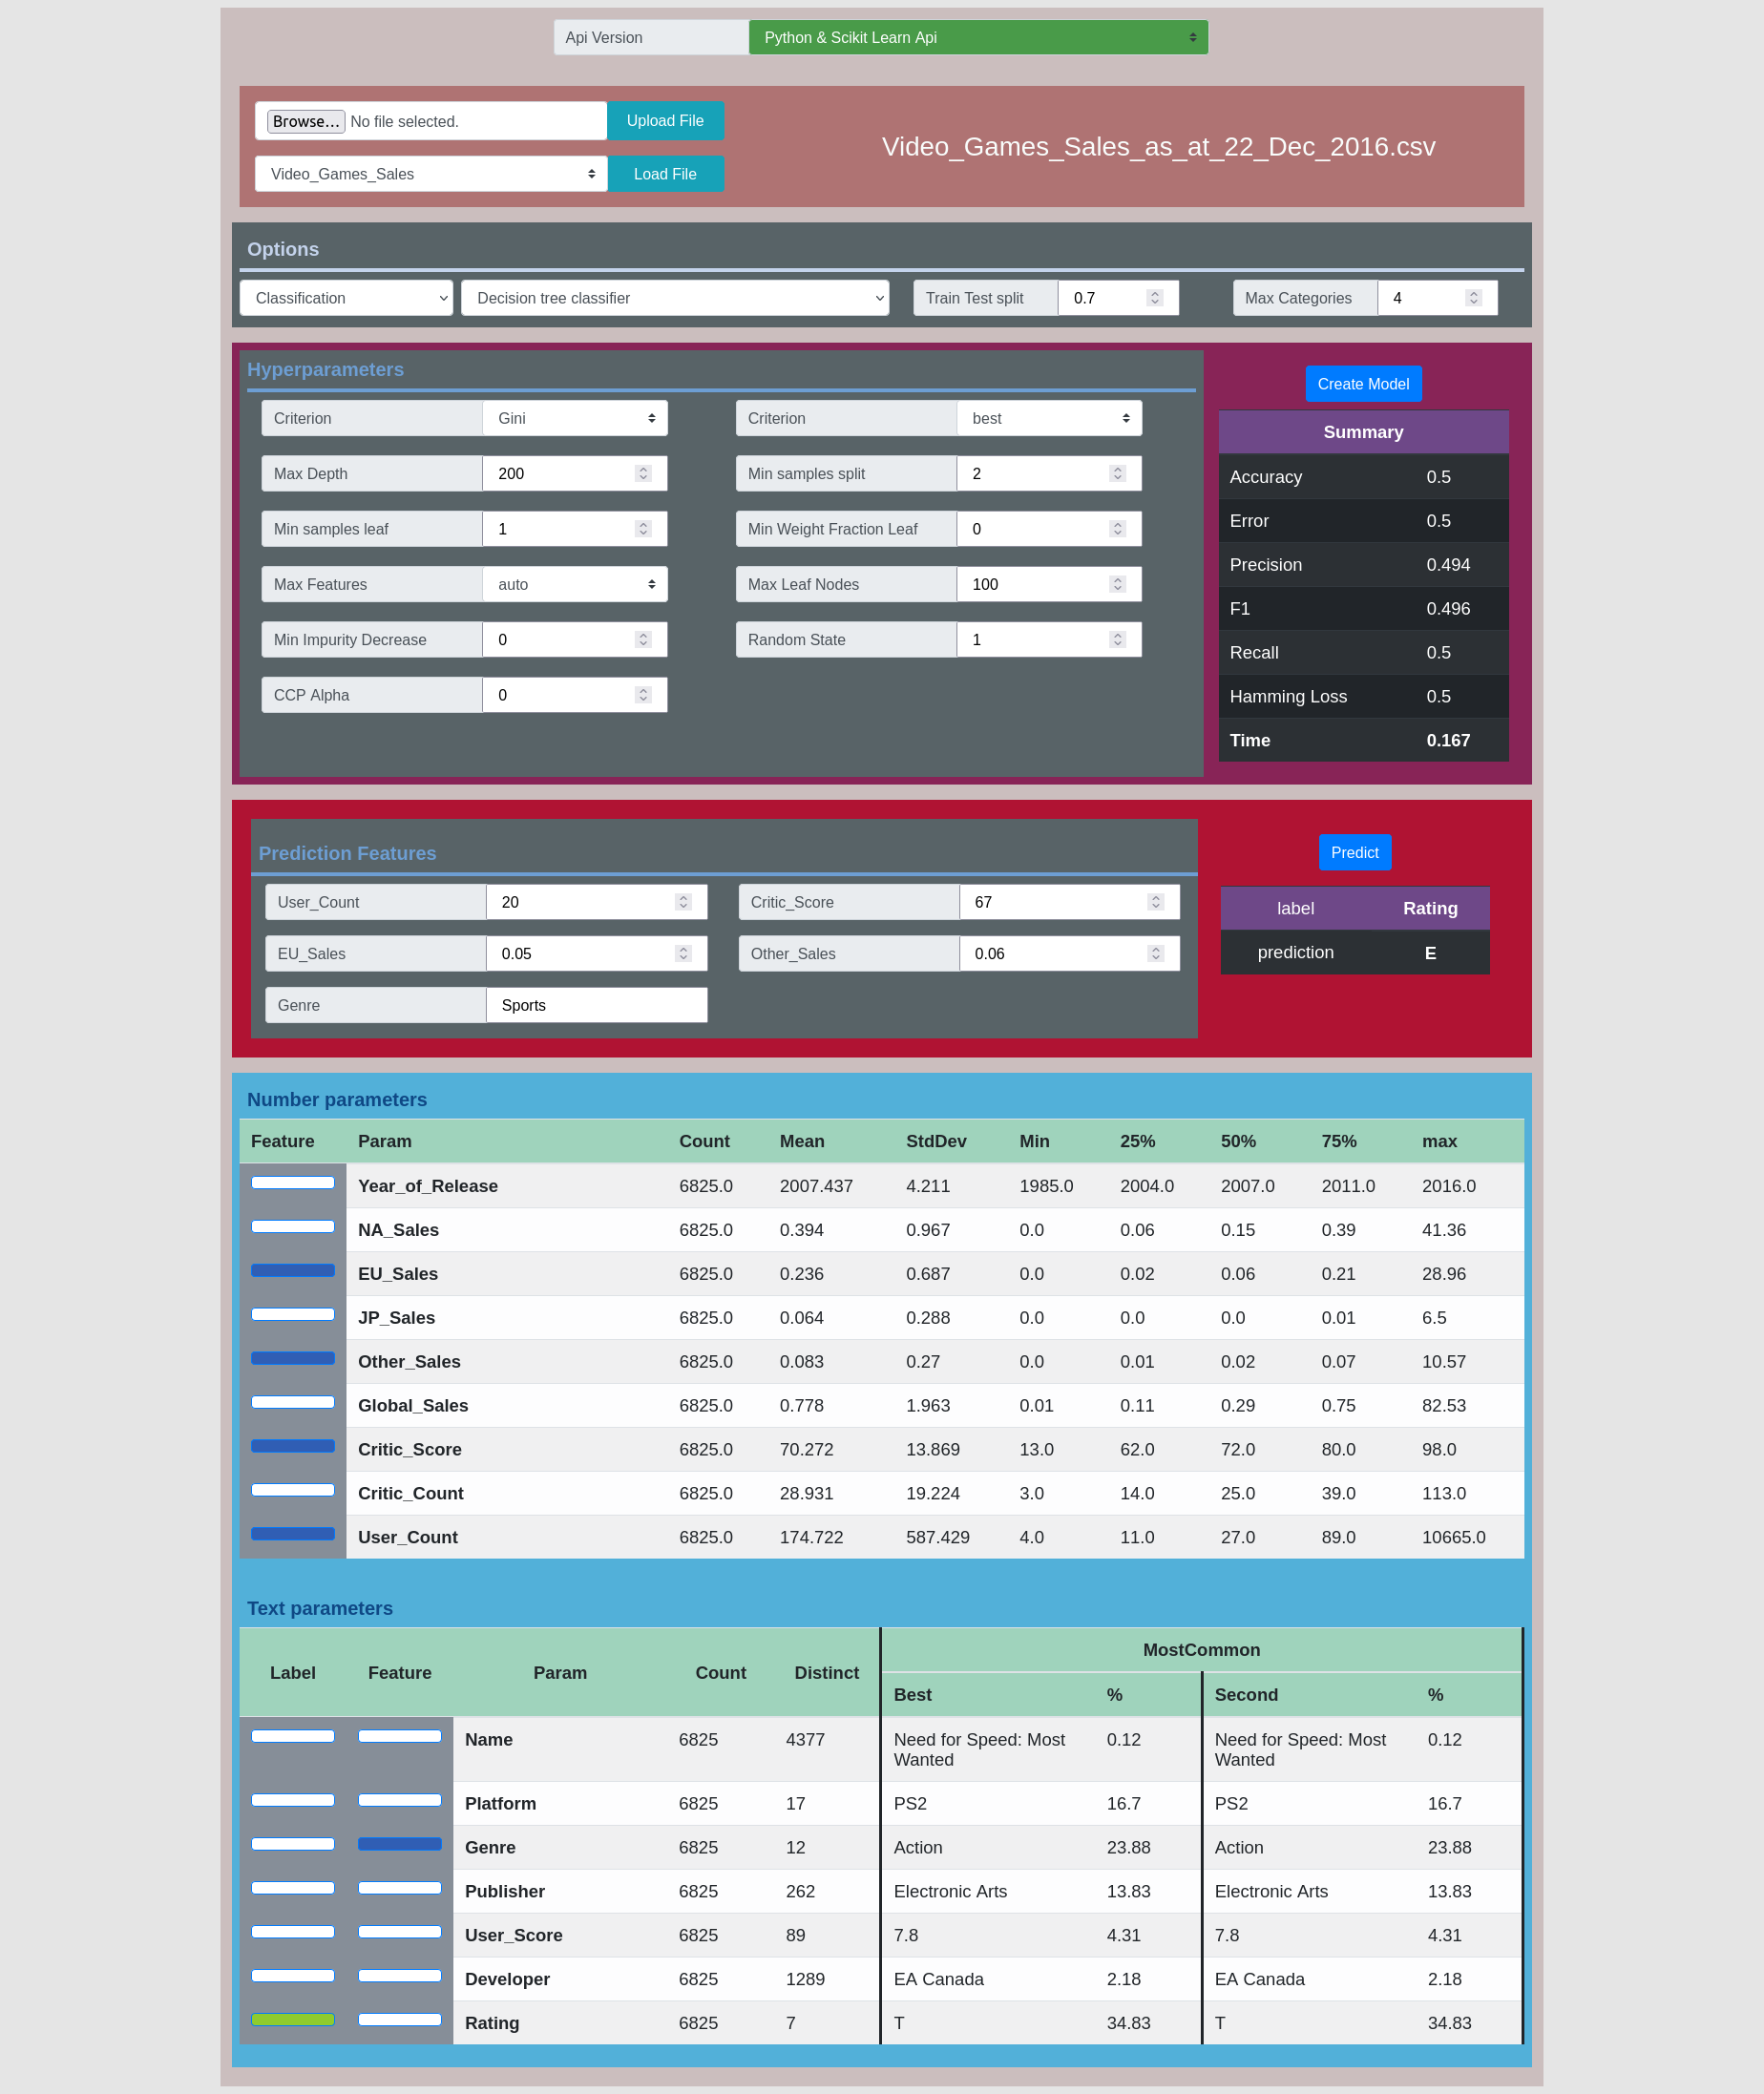 Api Version Python & Scikit Learn Api
Browse... No file selected. Upload File
Video_Games_Sales Load File
Video_Games_Sales_as_at_22_Dec_2016.csv
Options
Classification Decision tree classifier Train Test split 0.7 Max Categories 4
Hyperparameters
Criterion Gini Criterion best
Max Depth 200 Min samples split 2
Min samples leaf 1 Min Weight Fraction Leaf 0
Max Features auto Max Leaf Nodes 100
Min Impurity Decrease 0 Random State 1
CCP Alpha 0
Create Model
Summary
Accuracy 0.5
Error 0.5
Precision 0.494
F1 0.496
Recall 0.5
Hamming Loss 0.5
Time 0.167
Prediction Features
User_Count 20 Critic_Score 67
EU_Sales 0.05 Other_Sales 0.06
Genre Sports
Predict
label Rating
prediction E
Number parameters
Feature Param Count Mean StdDev Min 25% 50% 75% max
Year_of_Release 6825.0 2007.437 4.211 1985.0 2004.0 2007.0 2011.0 2016.0
NA_Sales 6825.0 0.394 0.967 0.0 0.06 0.15 0.39 41.36
EU_Sales 6825.0 0.236 0.687 0.0 0.02 0.06 0.21 28.96
JP_Sales 6825.0 0.064 0.288 0.0 0.0 0.0 0.01 6.5
Other_Sales 6825.0 0.083 0.27 0.0 0.01 0.02 0.07 10.57
Global_Sales 6825.0 0.778 1.963 0.01 0.11 0.29 0.75 82.53
Critic_Score 6825.0 70.272 13.869 13.0 62.0 72.0 80.0 98.0
Critic_Count 6825.0 28.931 19.224 3.0 14.0 25.0 39.0 113.0
User_Count 6825.0 174.722 587.429 4.0 11.0 27.0 89.0 10665.0
Text parameters
Label Feature Param Count Distinct MostCommon
Best % Second %
Name 6825 4377 Need for Speed: Most Wanted 0.12 Need for Speed: Most Wanted 0.12
Platform 6825 17 PS2 16.7 PS2 16.7
Genre 6825 12 Action 23.88 Action 23.88
Publisher 6825 262 Electronic Arts 13.83 Electronic Arts 13.83
User_Score 6825 89 7.8 4.31 7.8 4.31
Developer 6825 1289 EA Canada 2.18 EA Canada 2.18
Rating 6825 7 T 34.83 T 34.83